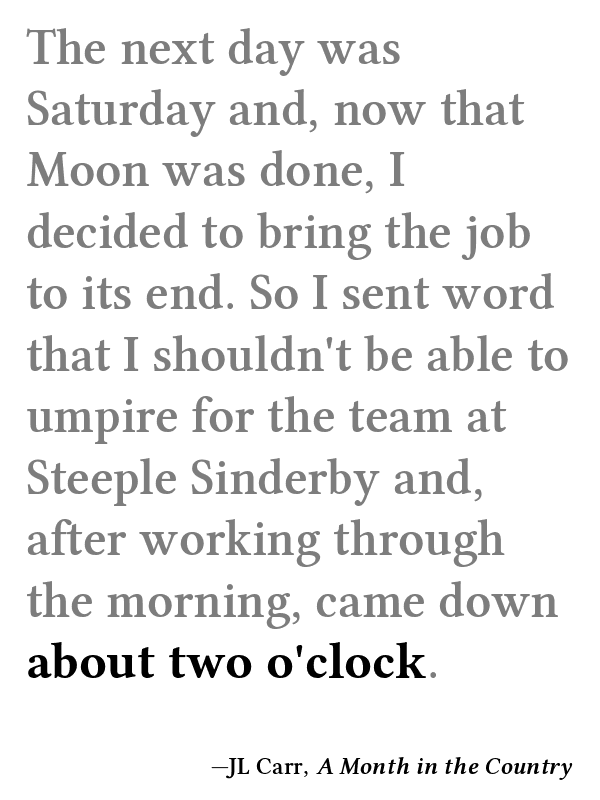 The next day was
Saturday and, now that
Moon was done, I
decided to bring the job
to its end. So I sent word
that I shouldn't be able to
umpire for the team at
Steeple Sinderby and,
after working through
the morning, came down
about two o'clock.
—JL Carr, A Month in the Country